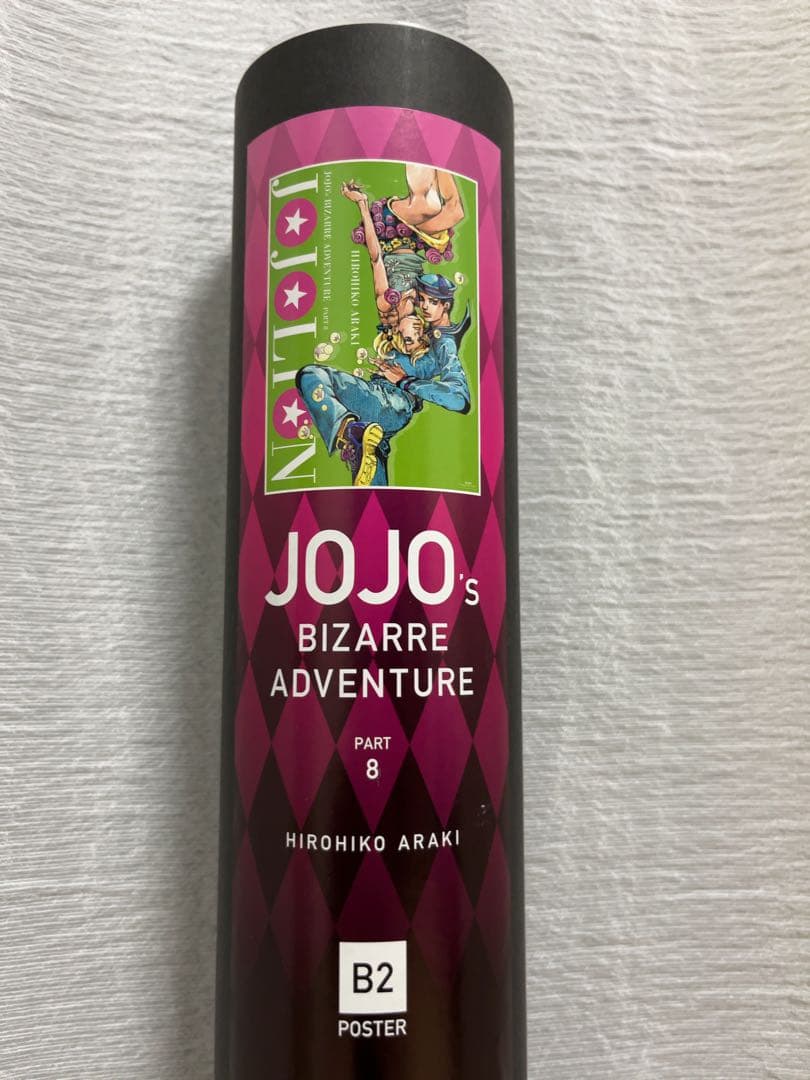 JOJOLION
JOJO'S BIZARRE ADVENTURE PART 8
HIROHIKO ARAKI
JOJO's
BIZARRE
ADVENTURE
PART
8
HIROHIKO ARAKI
B2
POSTER